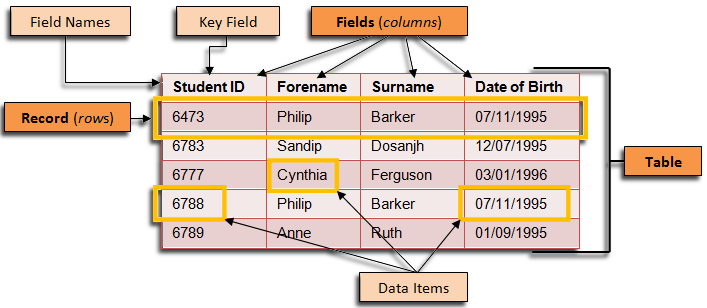 Field Names
Key Field
Fields (columns)
Student ID Forename Surname Date of Birth
Record (rows)
6473 Philip Barker 07/11/1995
6783 Sandip Dosanjh 12/07/1995
6777 Cynthia Ferguson 03/01/1996
Table
6788 Philip Barker 07/11/1995
6789 Anne Ruth 01/09/1995
Data Items